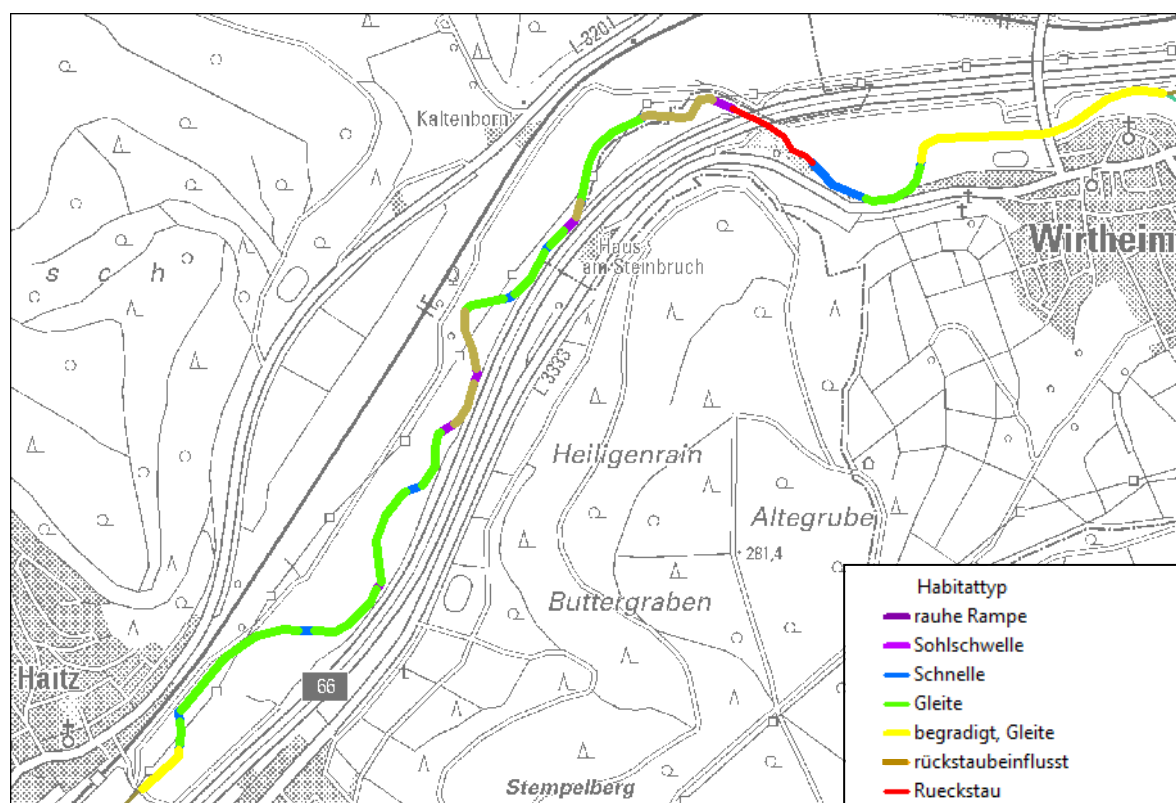 L 3201
Kaltenborn
Wirtheim
Haus
am Steinbruch
s c h
L 3333
Heiligenrain
Altegrube
281,4
Buttergraben
Haitz
66
Stempelberg
Habitattyp
rauhe Rampe
Sohlschwelle
Schnelle
Gleite
begradigt, Gleite
rückstaubeinflusst
Rueckstau